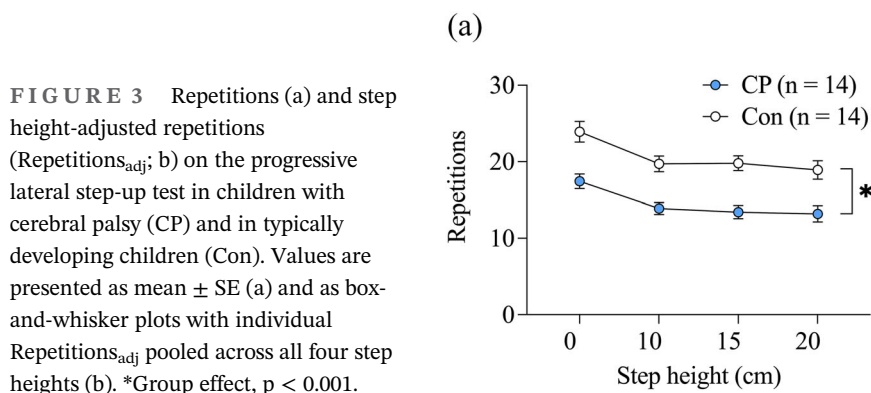 FIGURE 3 Repetitions (a) and step
height-adjusted repetitions
(Repetitionsadj; b) on the progressive
lateral step-up test in children with
cerebral palsy (CP) and in typically
developing children (Con). Values are
presented as mean ± SE (a) and as box-
and-whisker plots with individual
Repetitionsadj pooled across all four step
heights (b). *Group effect, p < 0.001.
(a)
CP (n = 14)
Con (n = 14)
*
Repetitions
30
20
10
0
0 10 15 20
Step height (cm)